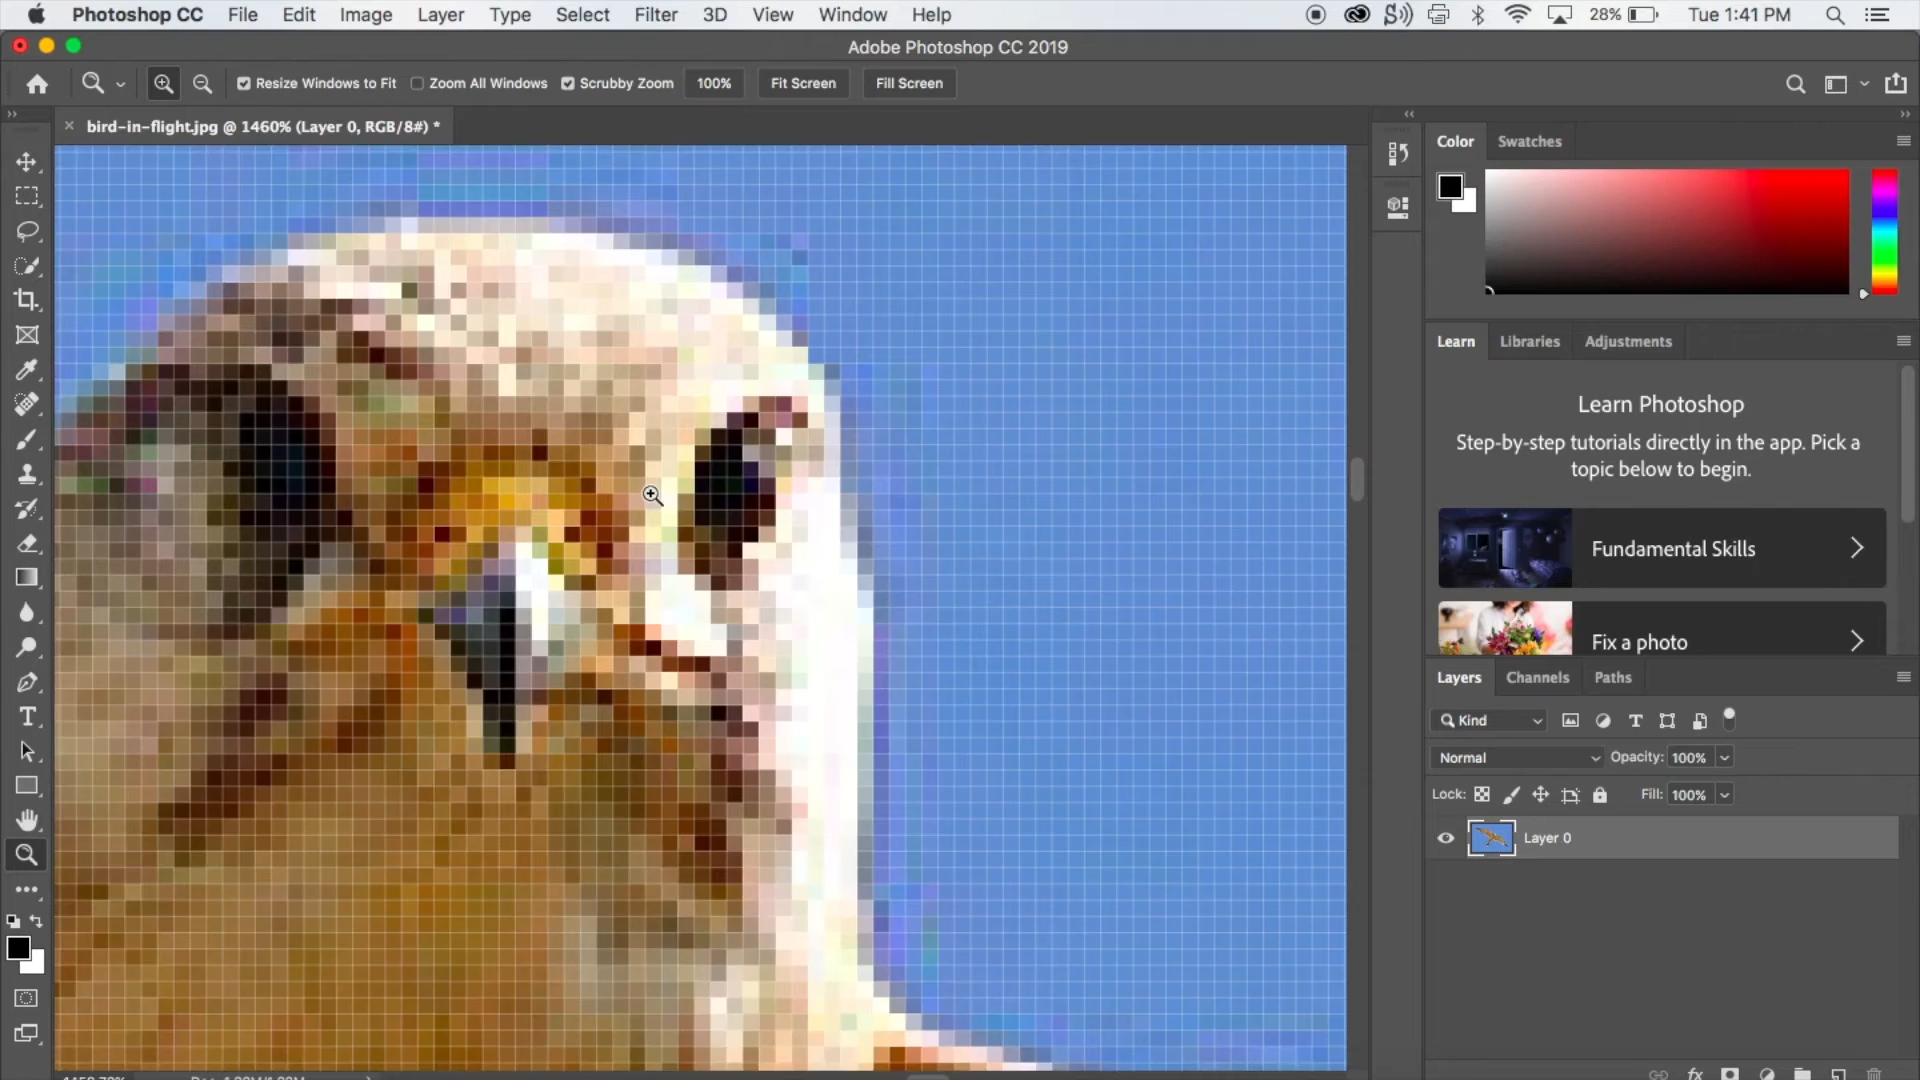 Photoshop CC File Edit Image Layer Type Select Filter 3D View Window Help 28% Tue 1:41 PM
Adobe Photoshop CC 2019
Resize Windows to Fit Zoom All Windows Scrubby Zoom 100% Fit Screen Fill Screen
bird-in-flight.jpg @ 1460% (Layer 0, RGB/8#) *
Color Swatches
Learn Libraries Adjustments
Learn Photoshop
Step-by-step tutorials directly in the app. Pick a
topic below to begin.
Fundamental Skills
Fix a photo
Layers Channels Paths
Kind
Normal Opacity: 100%
Lock: Fill: 100%
Layer 0
fx